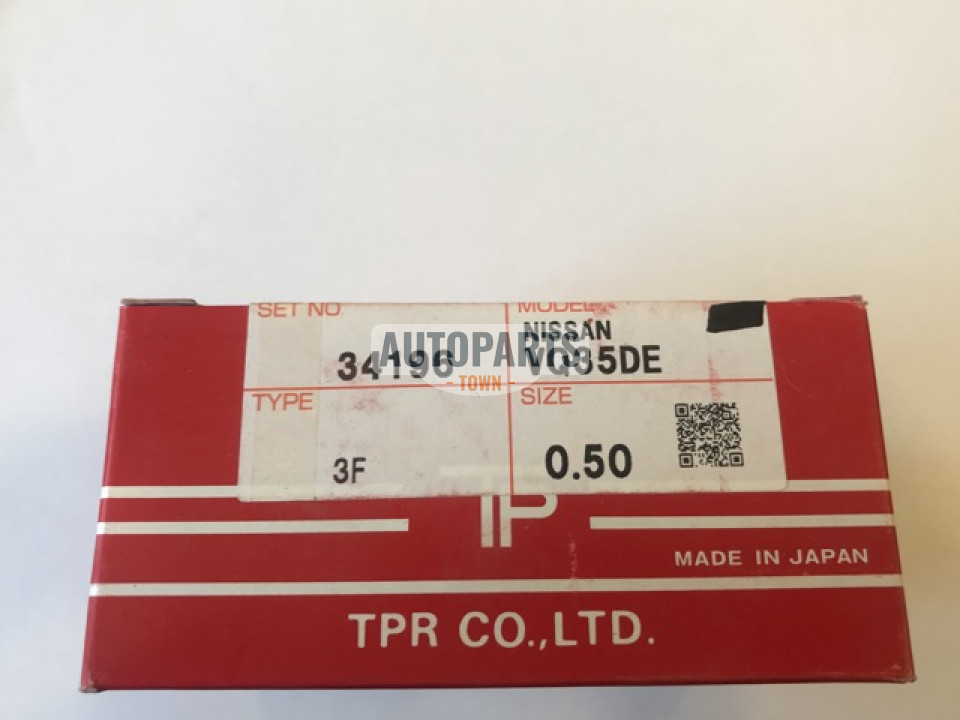 SET NO
MODEL
NISSAN
34196
VQ35DE
AUTOPARTS
- TOWN -
TYPE
SIZE
3F
0.50
TP
MADE IN JAPAN
TPR CO.,LTD.